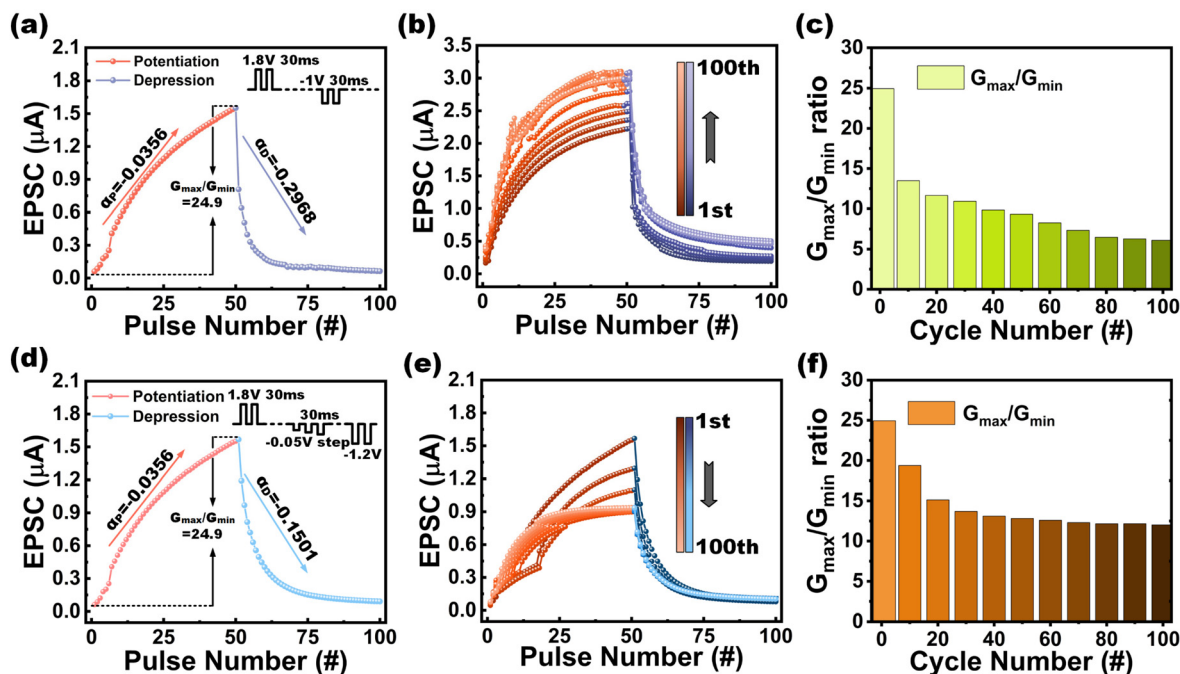 (a)
2.1
1.8
1.5
1.2
0.9
0.6
0.3
0.0
EPSC (μA)
Potentiation
Depression
1.8V 30ms
-1V 30ms
αP=-0.0356
αD=-0.2968
Gmax/Gmin
=24.9
0 25 50 75 100
Pulse Number (#)
(b)
3.5
3.0
2.5
2.0
1.5
1.0
0.5
0.0
EPSC (μA)
100th
1st
0 25 50 75 100
Pulse Number (#)
(c)
30
25
20
15
10
5
0
Gmax/Gmin ratio
Gmax/Gmin
0 20 40 60 80 100
Cycle Number (#)
(d)
2.1
1.8
1.5
1.2
0.9
0.6
0.3
0.0
EPSC (μA)
Potentiation
Depression
1.8V 30ms
30ms
-0.05V step
-1.2V
αP=-0.0356
αD=-0.1501
Gmax/Gmin
=24.9
0 25 50 75 100
Pulse Number (#)
(e)
2.1
1.8
1.5
1.2
0.9
0.6
0.3
0.0
EPSC (μA)
1st
100th
0 25 50 75 100
Pulse Number (#)
(f)
30
25
20
15
10
5
0
Gmax/Gmin ratio
Gmax/Gmin
0 20 40 60 80 100
Cycle Number (#)